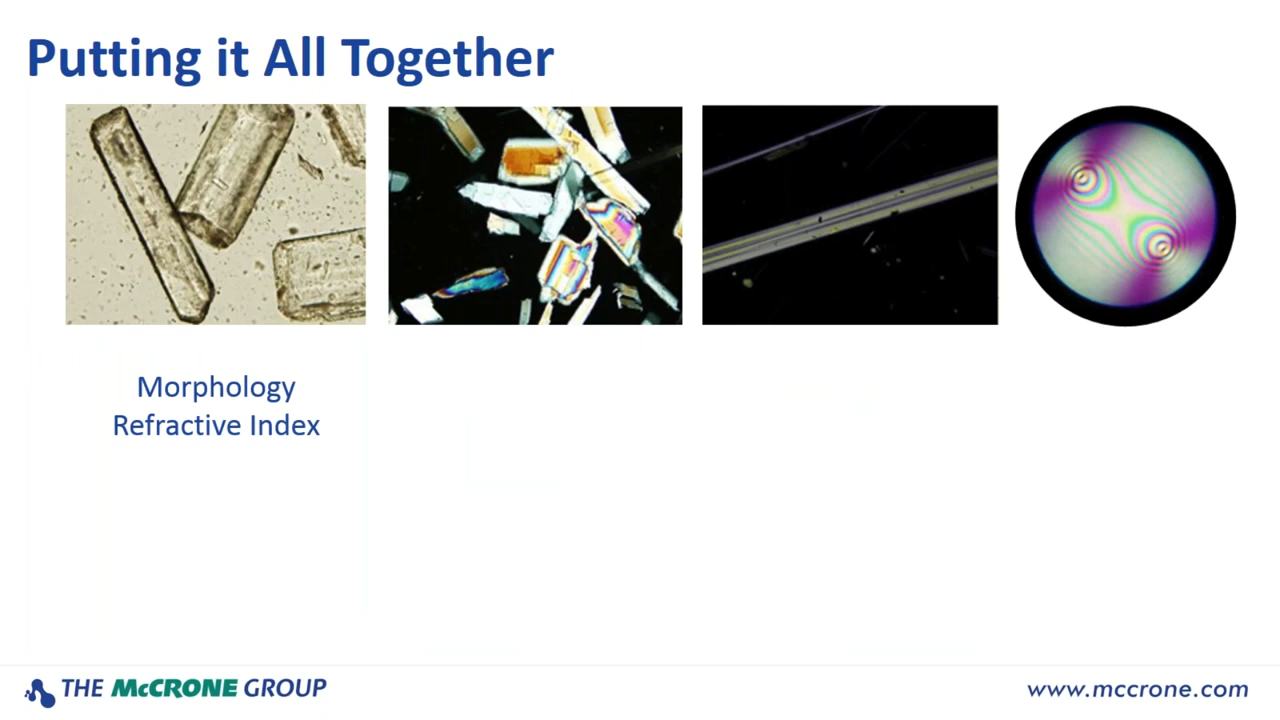 Putting it All Together
Morphology
Refractive Index
THE McCRONE GROUP
www.mccrone.com